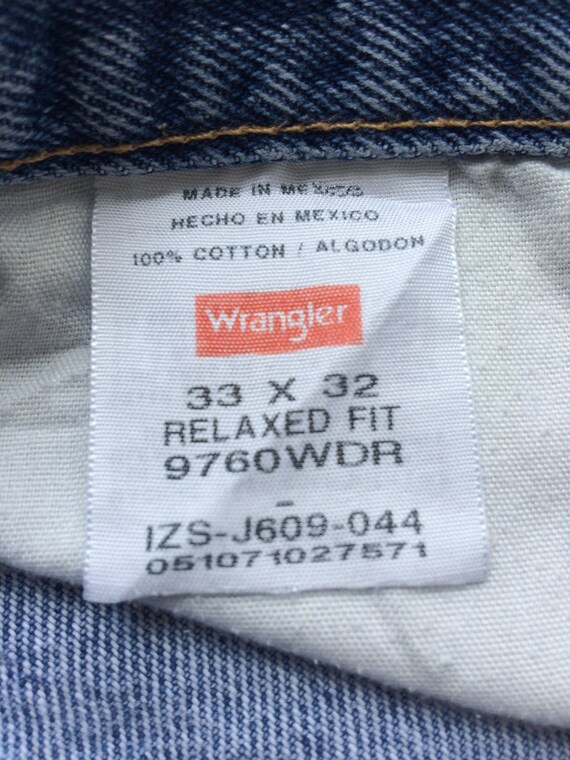 MADE IN MEXICO
HECHO EN MEXICO
100% COTTON / ALGODON
Wrangler
33 X 32
RELAXED FIT
9760WDR
-
IZS-J609-044
051071027571